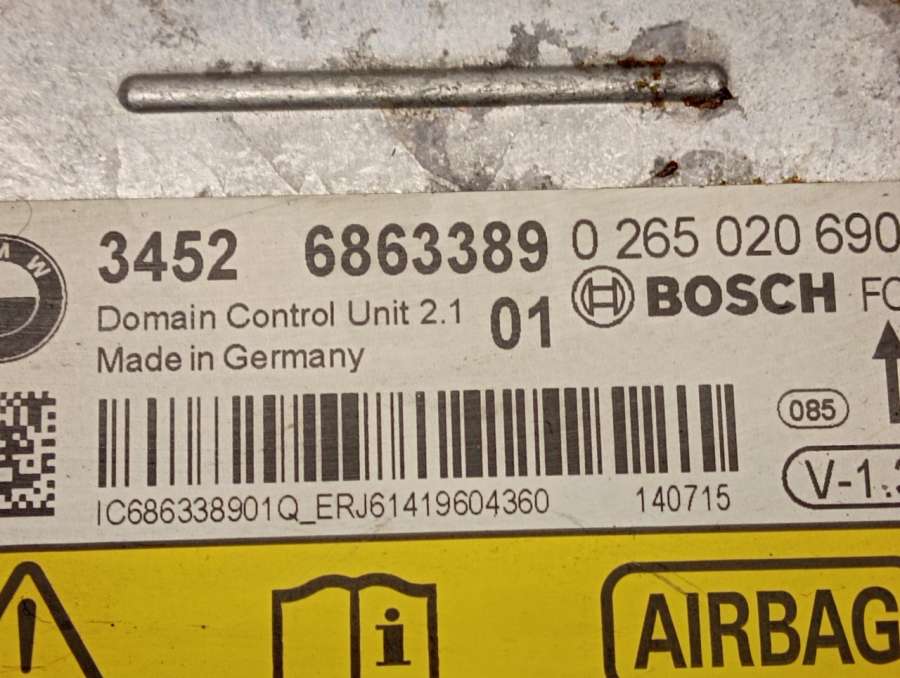 3452 6863389 0 265 020 690
Domain Control Unit 2.1 01 BOSCH
Made in Germany
085
V-1.
IC686338901Q_ERJ61419604360 140715
i
AIRBAG